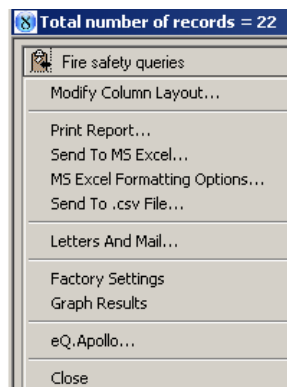 Total number of records = 22
Fire safety queries
Modify Column Layout...
Print Report...
Send To MS Excel...
MS Excel Formatting Options...
Send To .csv File...
Letters And Mail...
Factory Settings
Graph Results
eQ.Apollo...
Close